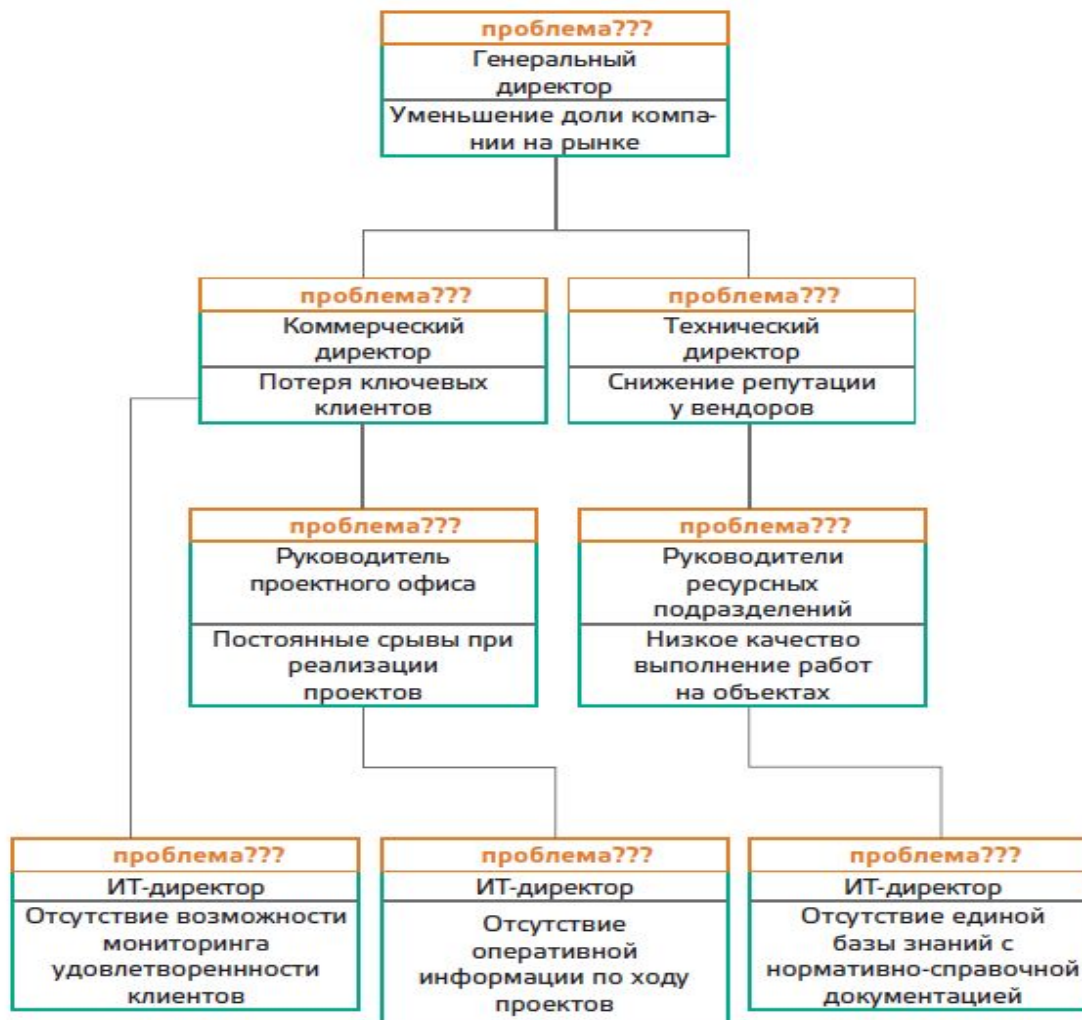 проблема???
Генеральный
директор
Уменьшение доли компа-
нии на рынке
проблема???
Коммерческий
директор
Потеря ключевых
клиентов
проблема???
Технический
директор
Снижение репутации
у вендоров
проблема???
Руководитель
проектного офиса
Постоянные срывы при
реализации
проектов
проблема???
Руководители
ресурсных
подразделений
Низкое качество
выполнение работ
на объектах
проблема???
ИТ-директор
Отсутствие возможности
мониторинга
удовлетвореннности
клиентов
проблема???
ИТ-директор
Отсутствие
оперативной
информации по ходу
проектов
проблема???
ИТ-директор
Отсутствие единой
базы знаний с
нормативно-справочной
документацией